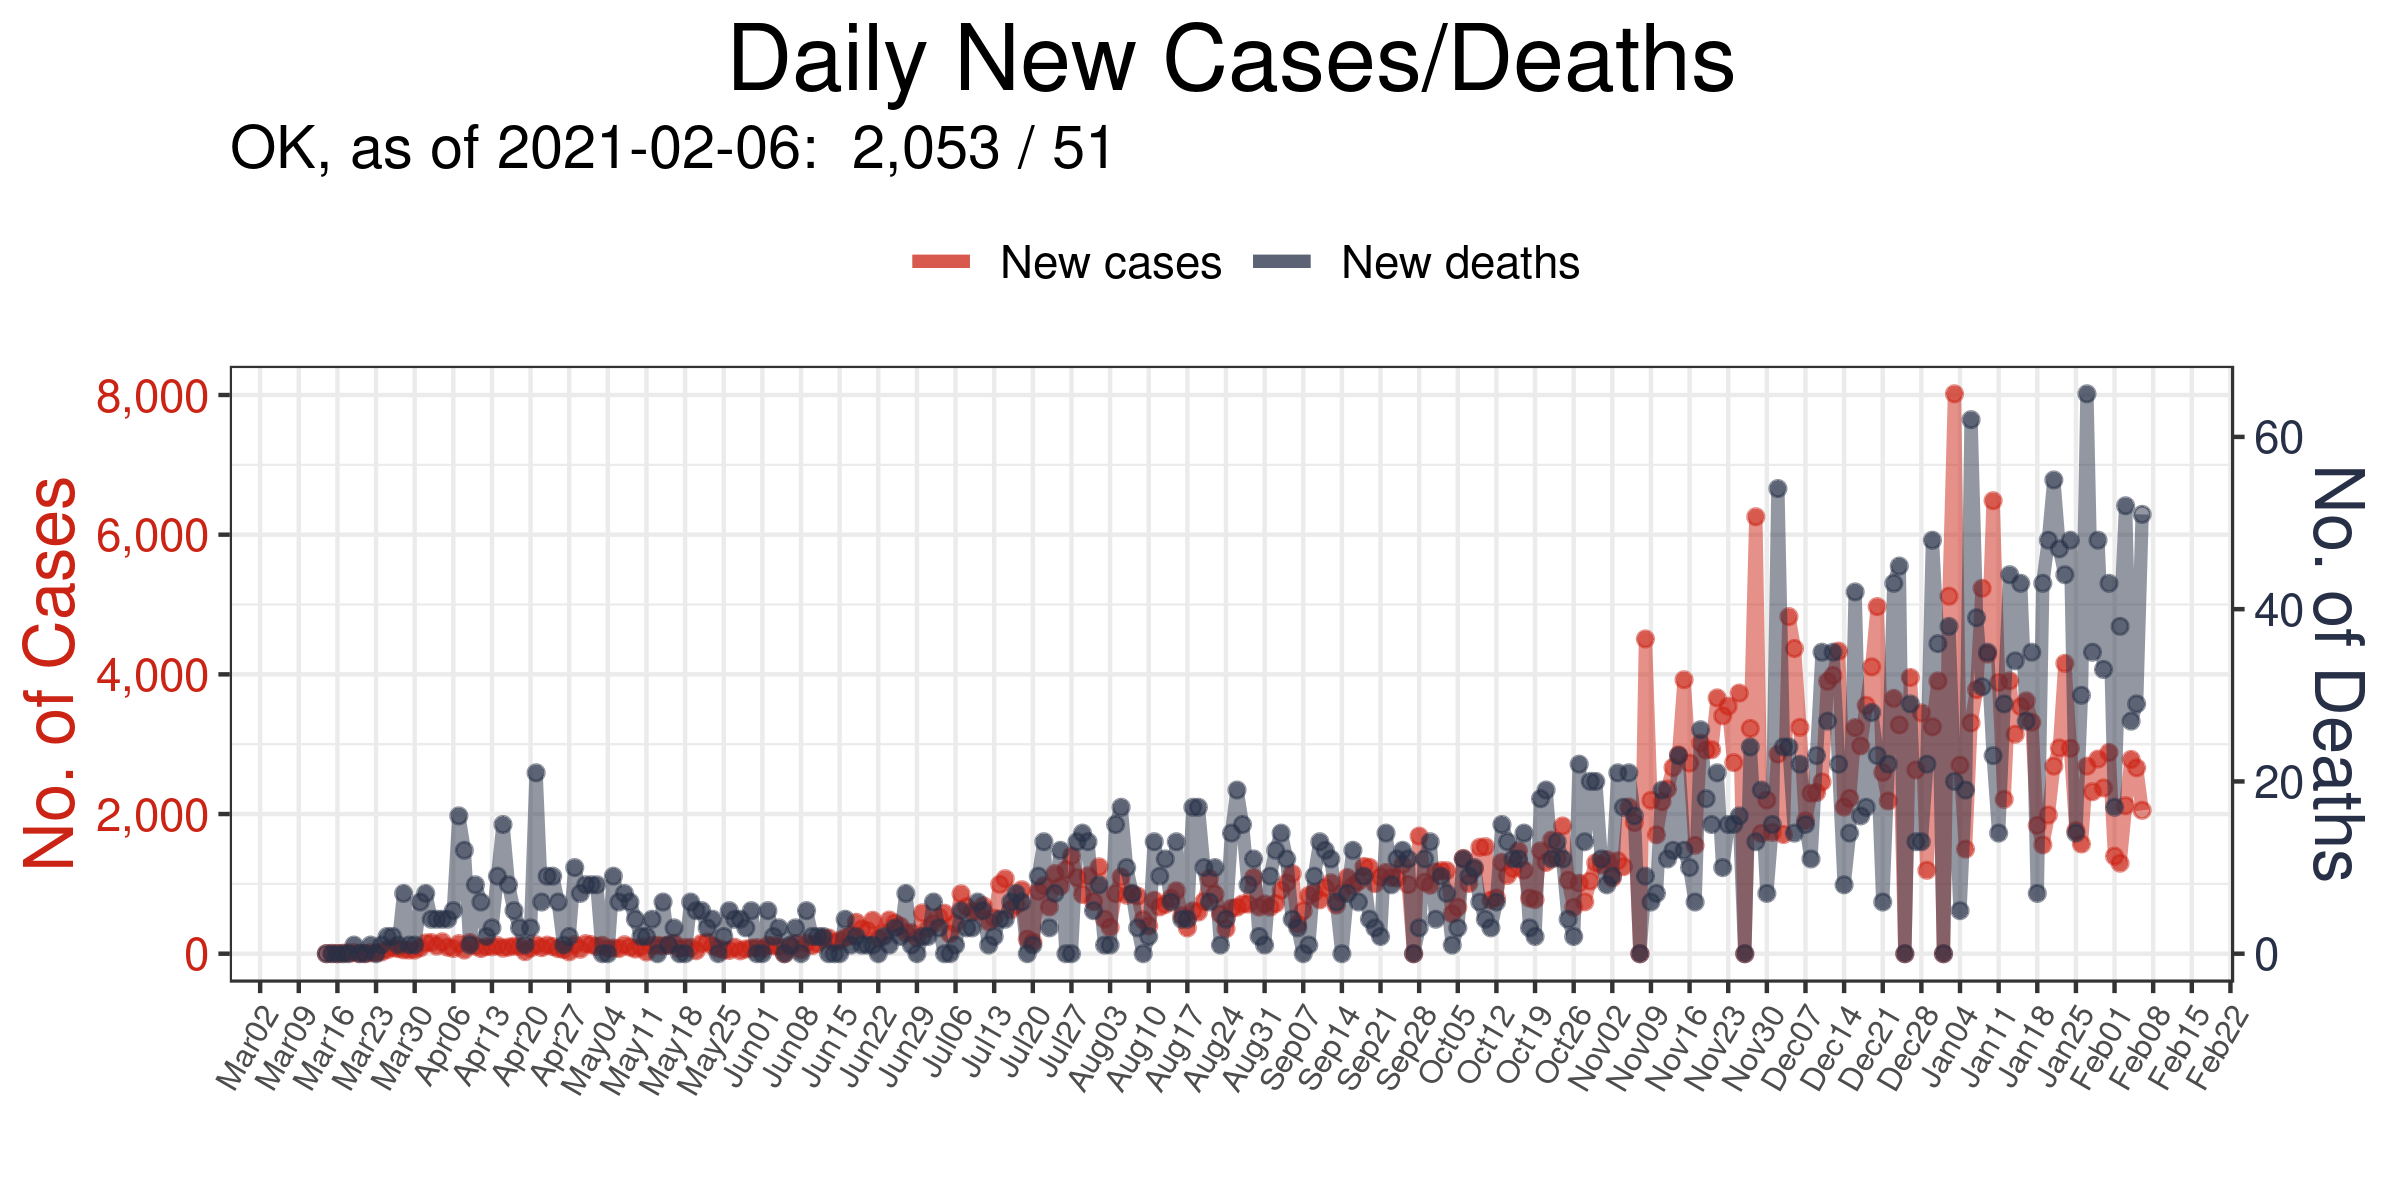 Daily New Cases/Deaths
OK, as of 2021-02-06:  2,053 / 51
New cases
New deaths
No. of Cases
8,000
6,000
4,000
2,000
0
60
40
20
0
No. of Deaths
Mar02
Mar09
Mar16
Mar23
Mar30
Apr06
Apr13
Apr20
Apr27
May04
May11
May18
May25
Jun01
Jun08
Jun15
Jun22
Jun29
Jul06
Jul13
Jul20
Jul27
Aug03
Aug10
Aug17
Aug24
Aug31
Sep07
Sep14
Sep21
Sep28
Oct05
Oct12
Oct19
Oct26
Nov02
Nov09
Nov16
Nov23
Nov30
Dec07
Dec14
Dec21
Dec28
Jan04
Jan11
Jan18
Jan25
Feb01
Feb08
Feb15
Feb22